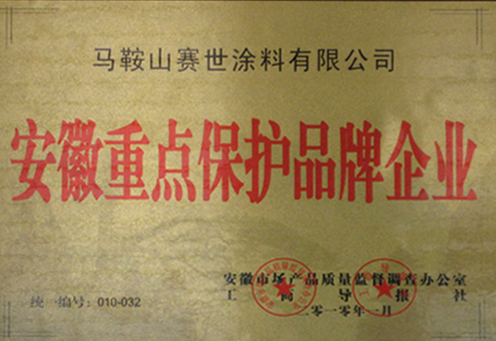 马鞍山赛世涂料有限公司
安徽重点保护品牌企业
安徽市场产品质量监督调查办公室
工商导报社
统一编号：010-032
二零一零年一月